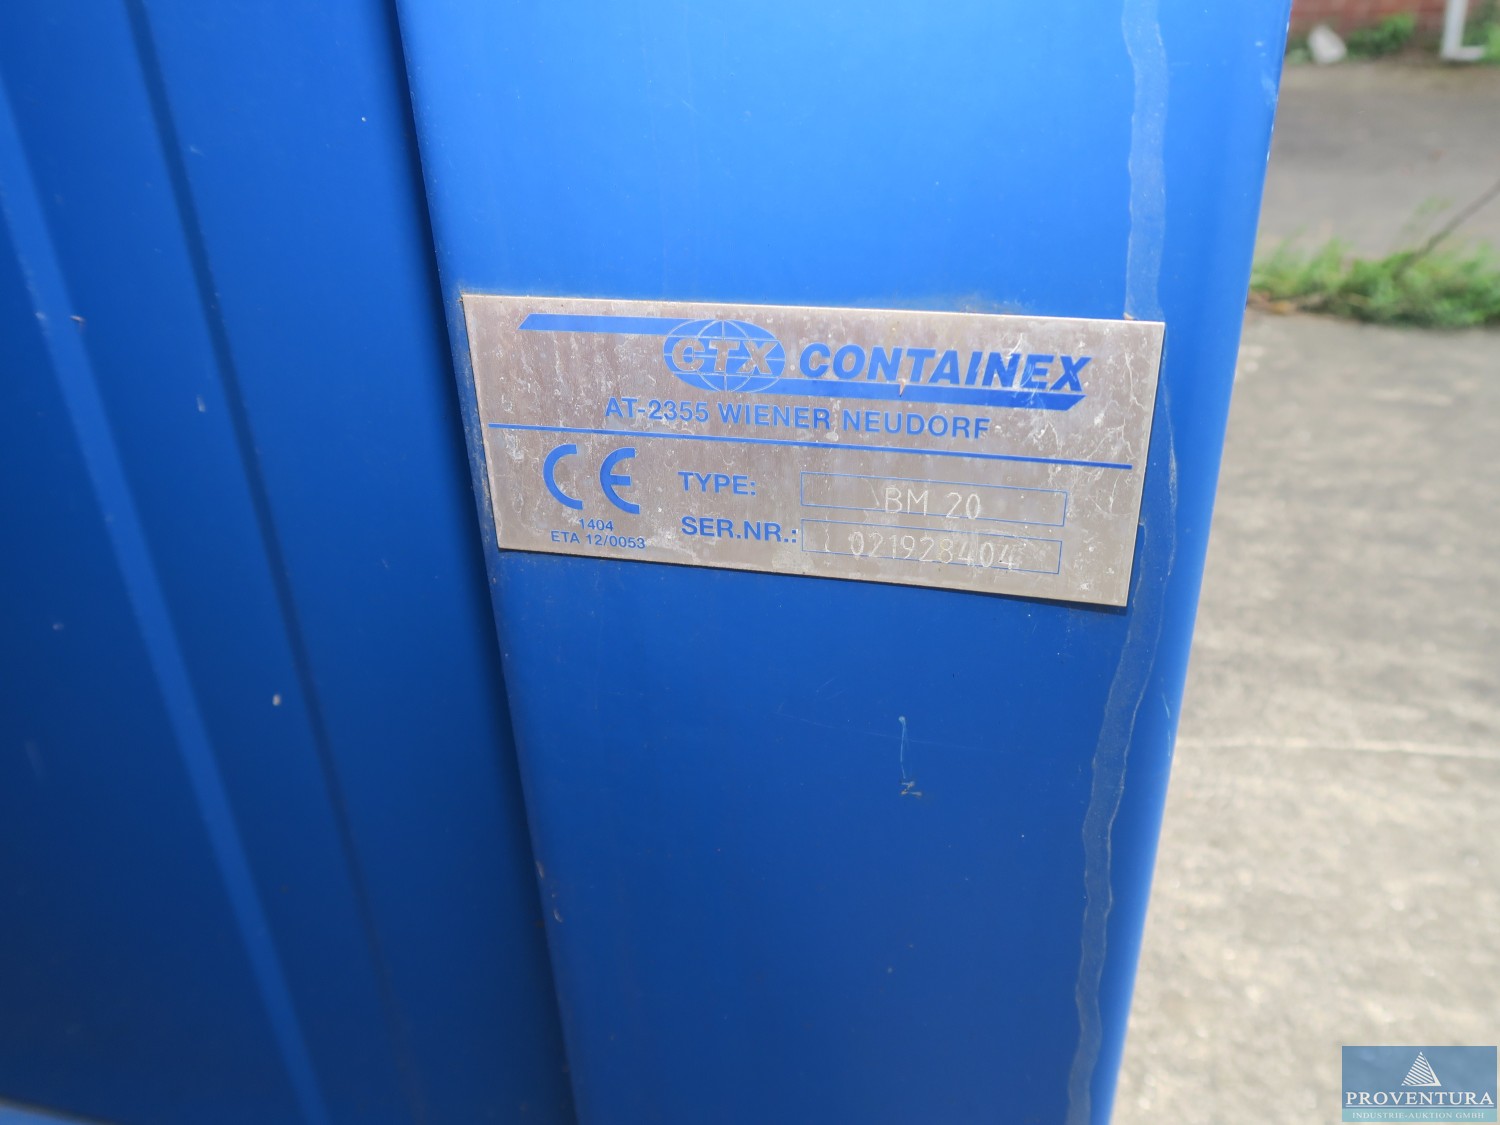 CTX CONTAINEX
AT-2355 WIENER NEUDORF
CE
1404
ETA 12/0053
TYPE: BM 20
SER.NR.: 021928404
PROVENTURA
INDUSTRIE-AUKTION GMBH